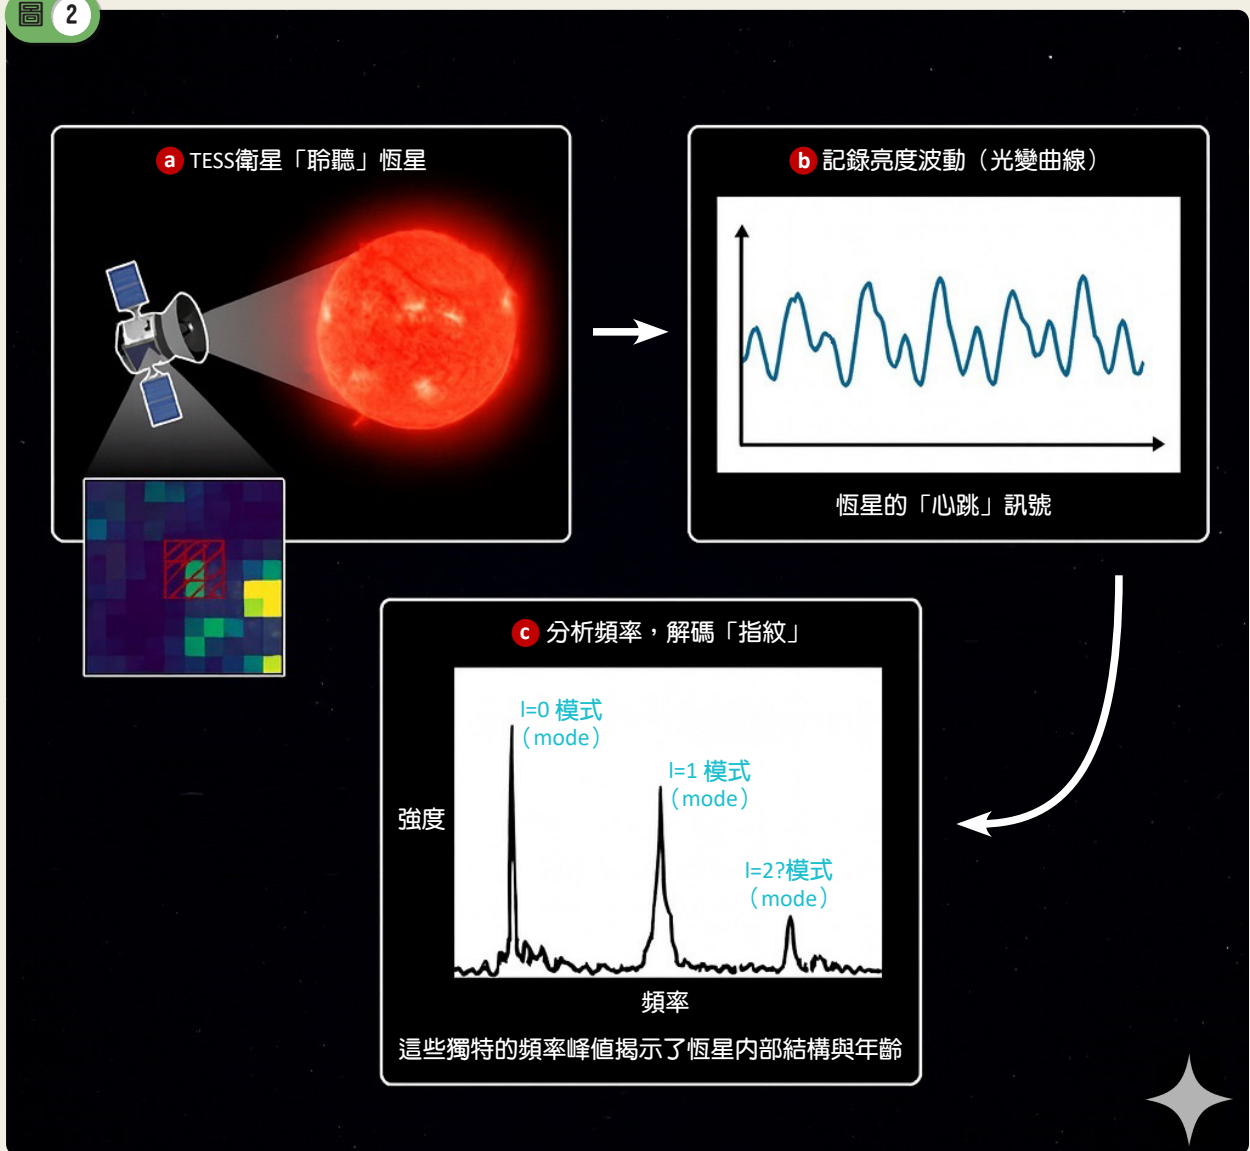 圖 2
a TESS衛星「聆聽」恆星
b 記錄亮度波動（光變曲線）
恆星的「心跳」訊號
c 分析頻率，解碼「指紋」
l=0 模式
（mode）
l=1 模式
（mode）
l=2?模式
（mode）
強度
頻率
這些獨特的頻率峰值揭示了恆星內部結構與年齡